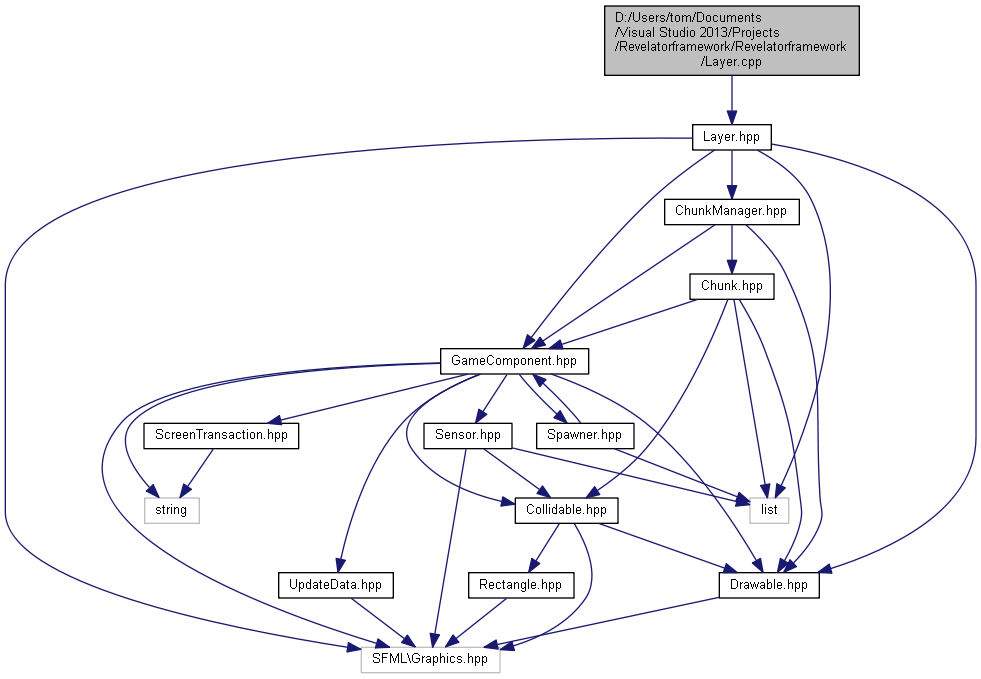 D:/Users/tom/Documents
/Visual Studio 2013/Projects
/Revelatorframework/Revelatorframework
/Layer.cpp
Layer.hpp
ChunkManager.hpp
Chunk.hpp
GameComponent.hpp
ScreenTransaction.hpp
Sensor.hpp
Spawner.hpp
string
Collidable.hpp
list
UpdateData.hpp
Rectangle.hpp
Drawable.hpp
SFML\Graphics.hpp